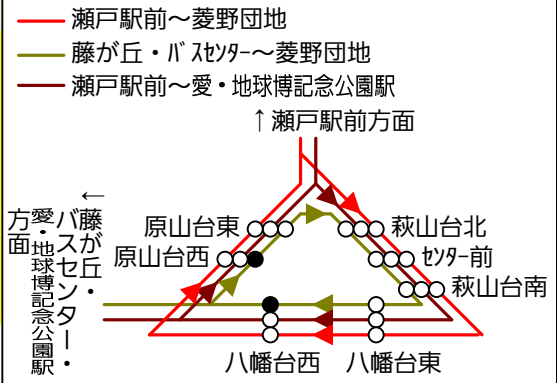 瀬戸駅前～菱野団地
藤が丘・ﾊﾞｽｾﾝﾀｰ～菱野団地
瀬戸駅前～愛・地球博記念公園駅
↑瀬戸駅前方面
原山台東
萩山台北
原山台西
ｾﾝﾀｰ前
萩山台南
←藤が丘・
バスセンター・
愛・地球博記念公園駅
方面
八幡台西
八幡台東